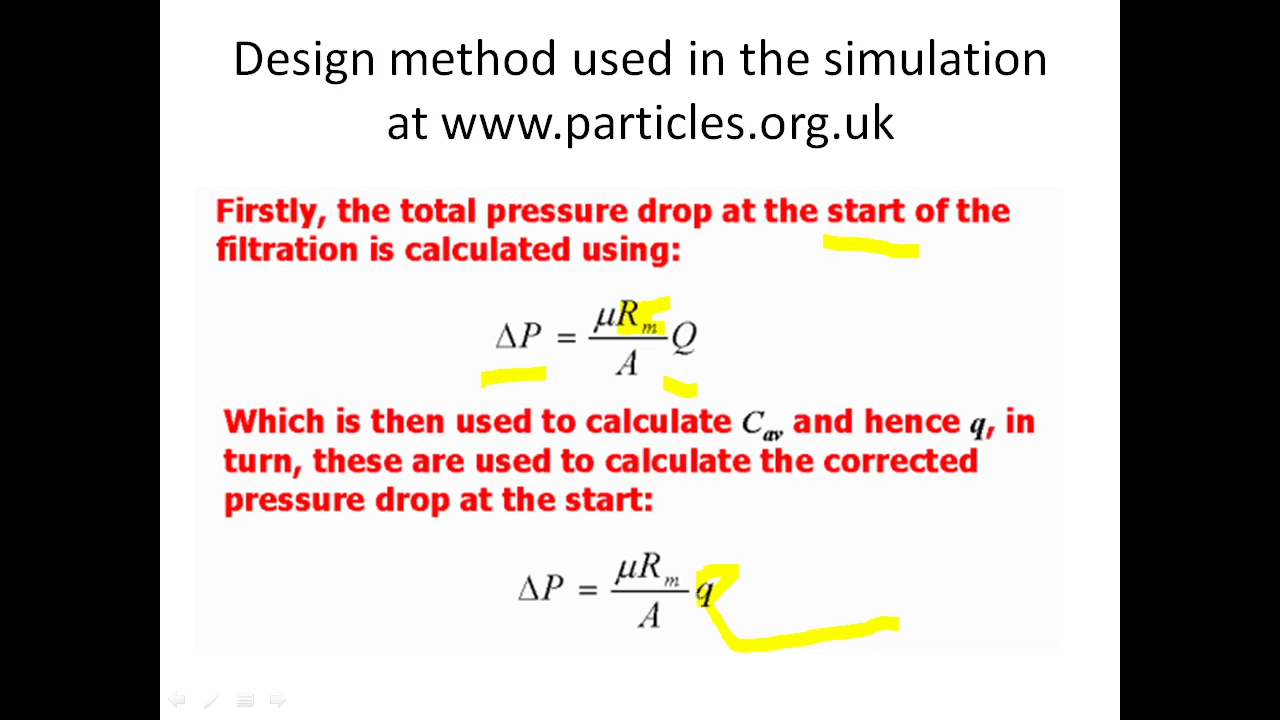 Design method used in the simulation
at www.particles.org.uk
Firstly, the total pressure drop at the start of the
filtration is calculated using:
ΔP = μR_m/A Q
Which is then used to calculate C_av and hence q, in
turn, these are used to calculate the corrected
pressure drop at the start:
ΔP = μR_m/A q